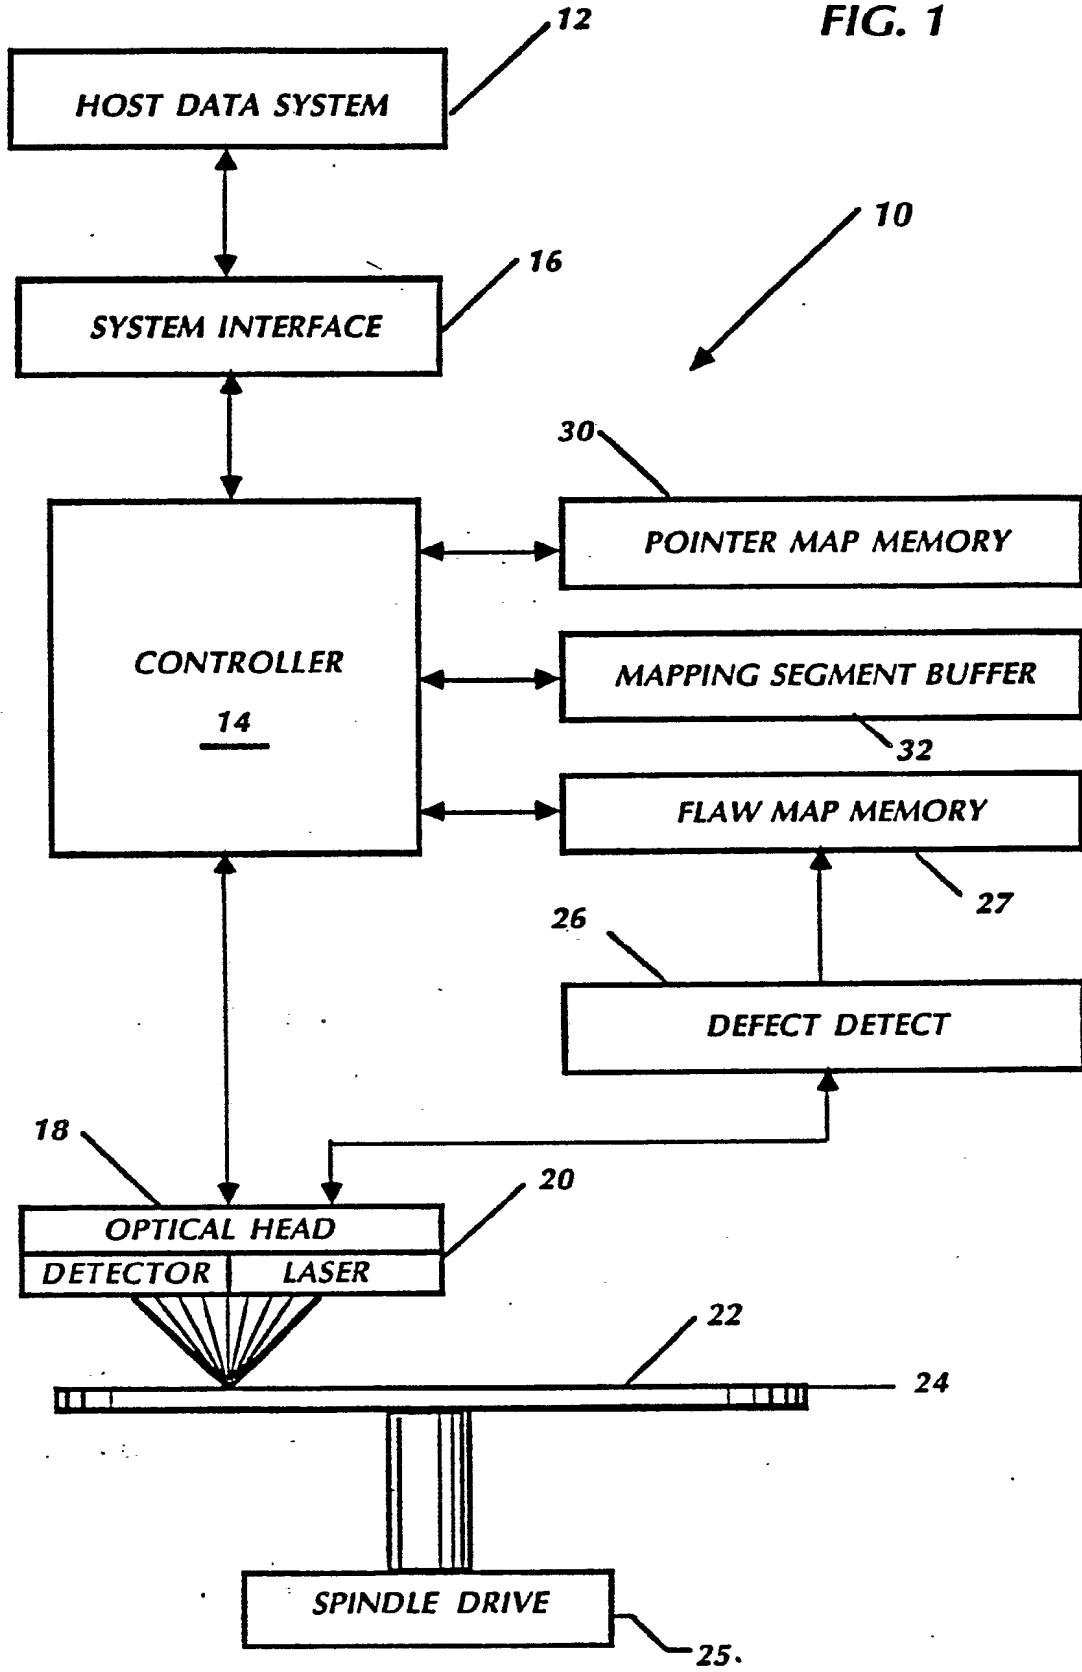 FIG. 1
12
HOST DATA SYSTEM
10
16
SYSTEM INTERFACE
30
POINTER MAP MEMORY
CONTROLLER
14
MAPPING SEGMENT BUFFER
32
FLAW MAP MEMORY
27
26
DEFECT DETECT
18
20
OPTICAL HEAD
DETECTOR
LASER
22
24
SPINDLE DRIVE
25.